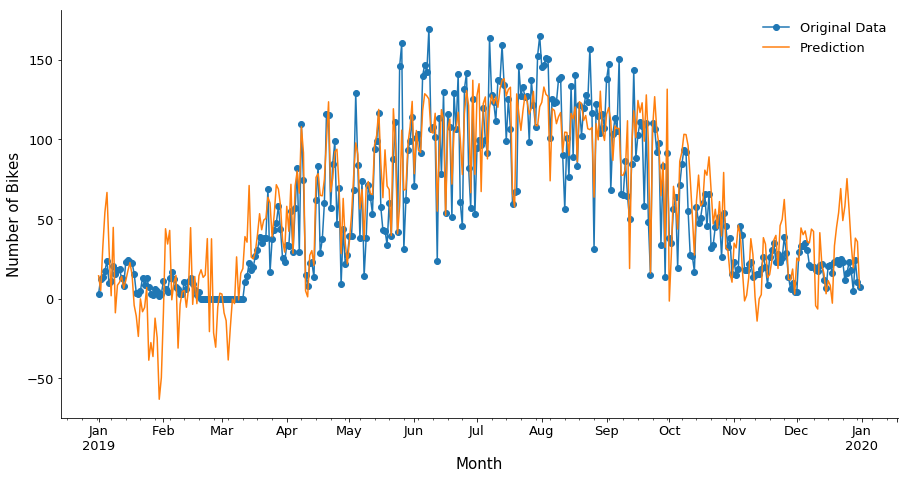 Original Data
Prediction
Number of Bikes
150
100
50
0
−50
Jan Feb Mar Apr May Jun Jul Aug Sep Oct Nov Dec Jan
2019 2020
Month